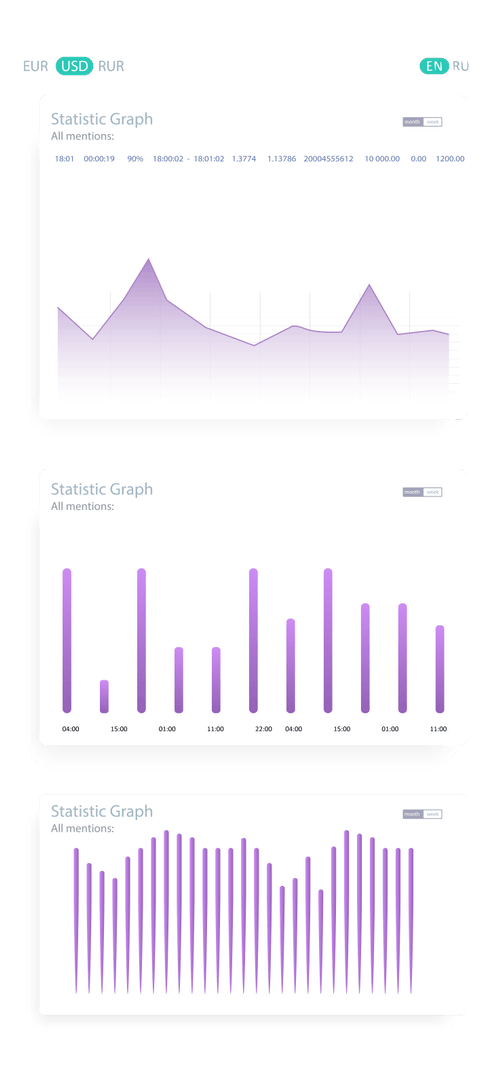 EUR USD RUR EN RU
Statistic Graph
month week
All mentions:
18:01 00:00:19 90% 18:00:02 - 18:01:02 1.3774 1.13786 20004555612 10 000.00 0.00 1200.00
Statistic Graph
month week
All mentions:
04:00 15:00 01:00 11:00 22:00 04:00 15:00 01:00 11:00
Statistic Graph
month week
All mentions: